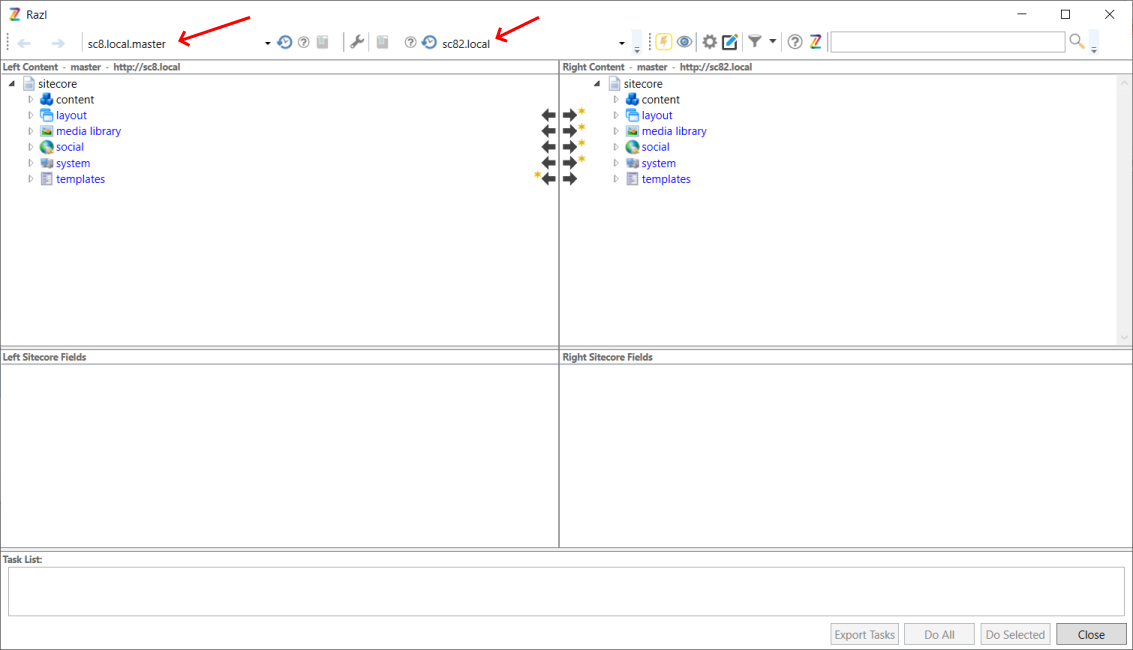 Razl
sc8.local.master sc82.local
Left Content - master - http://sc8.local
Right Content - master - http://sc82.local
sitecore
content
layout
media library
social
system
templates
sitecore
content
layout
media library
social
system
templates
Left Sitecore Fields
Right Sitecore Fields
Task List:
Export Tasks Do All Do Selected Close